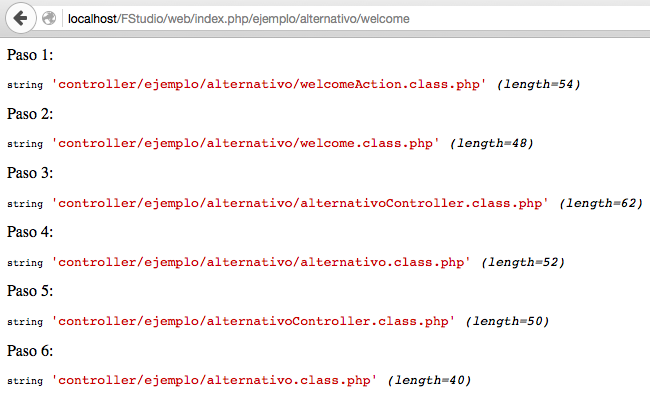 localhost/FStudio/web/index.php/ejemplo/alternativo/welcome
Paso 1:
string 'controller/ejemplo/alternativo/welcomeAction.class.php' (length=54)
Paso 2:
string 'controller/ejemplo/alternativo/welcome.class.php' (length=48)
Paso 3:
string 'controller/ejemplo/alternativo/alternativoController.class.php' (length=62)
Paso 4:
string 'controller/ejemplo/alternativo/alternativo.class.php' (length=52)
Paso 5:
string 'controller/ejemplo/alternativoController.class.php' (length=50)
Paso 6:
string 'controller/ejemplo/alternativo.class.php' (length=40)